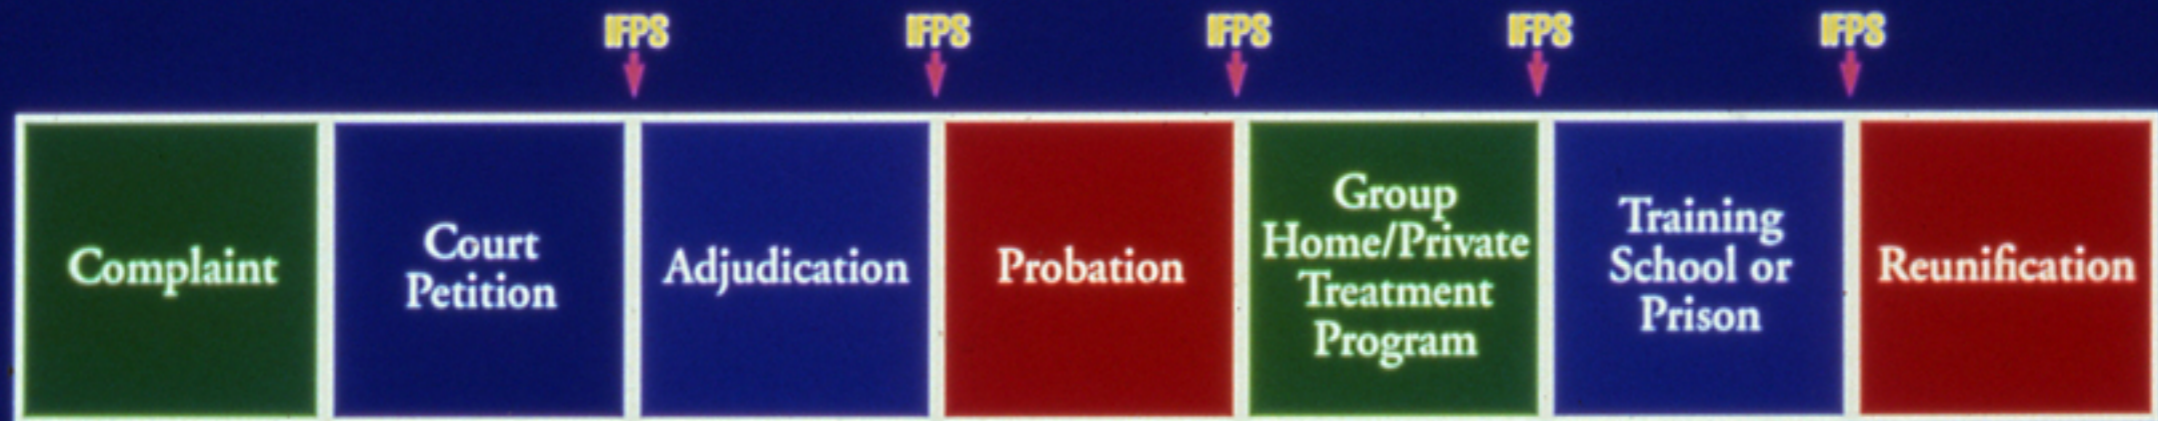 IFPS IFPS IFPS IFPS IFPS
Complaint
Court
Petition
Adjudication
Probation
Group
Home/Private
Treatment
Program
Training
School or
Prison
Reunification